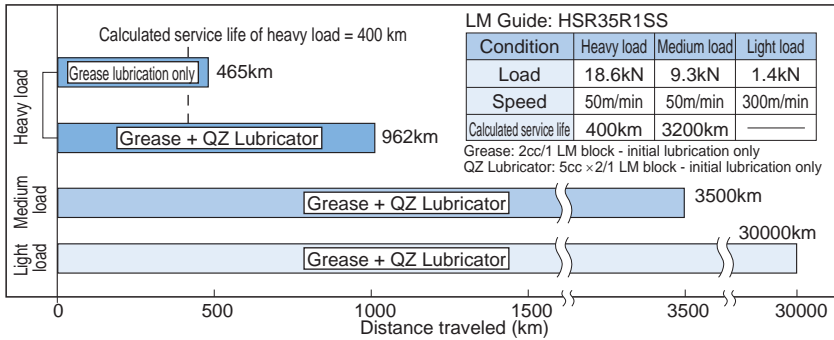 Calculated service life of heavy load = 400 km
Heavy load
Grease lubrication only
465km
Grease + QZ Lubricator
962km
LM Guide: HSR35R1SS
Condition Heavy load Medium load Light load
Load 18.6kN 9.3kN 1.4kN
Speed 50m/min 50m/min 300m/min
Calculated service life 400km 3200km ———
Grease: 2cc/1 LM block - initial lubrication only
QZ Lubricator: 5cc ×2/1 LM block - initial lubrication only
Medium
load
Grease + QZ Lubricator
3500km
Light
load
Grease + QZ Lubricator
30000km
0 500 1000 1500 3500 30000
Distance traveled (km)